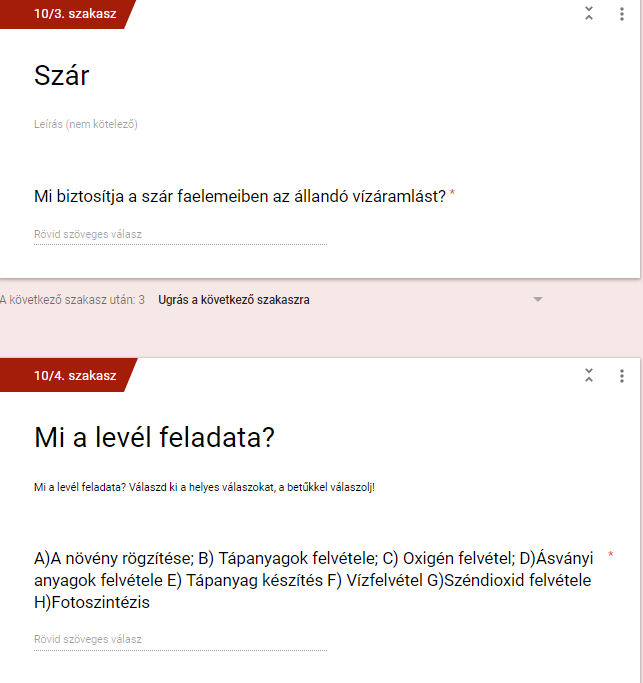 10/3. szakasz
Szár
Leírás (nem kötelező)
Mi biztosítja a szár faelemeiben az állandó vízáramlást? *
Rövid szöveges válasz
A következő szakasz után: 3 Ugrás a következő szakaszra
10/4. szakasz
Mi a levél feladata?
Mi a levél feladata? Válaszd ki a helyes válaszokat, a betűkkel válaszolj!
A)A növény rögzítése; B) Tápanyagok felvétele; C) Oxigén felvétel; D)Ásványi *
anyagok felvétele E) Tápanyag készítés F) Vízfelvétel G)Széndioxid felvétele
H)Fotoszintézis
Rövid szöveges válasz